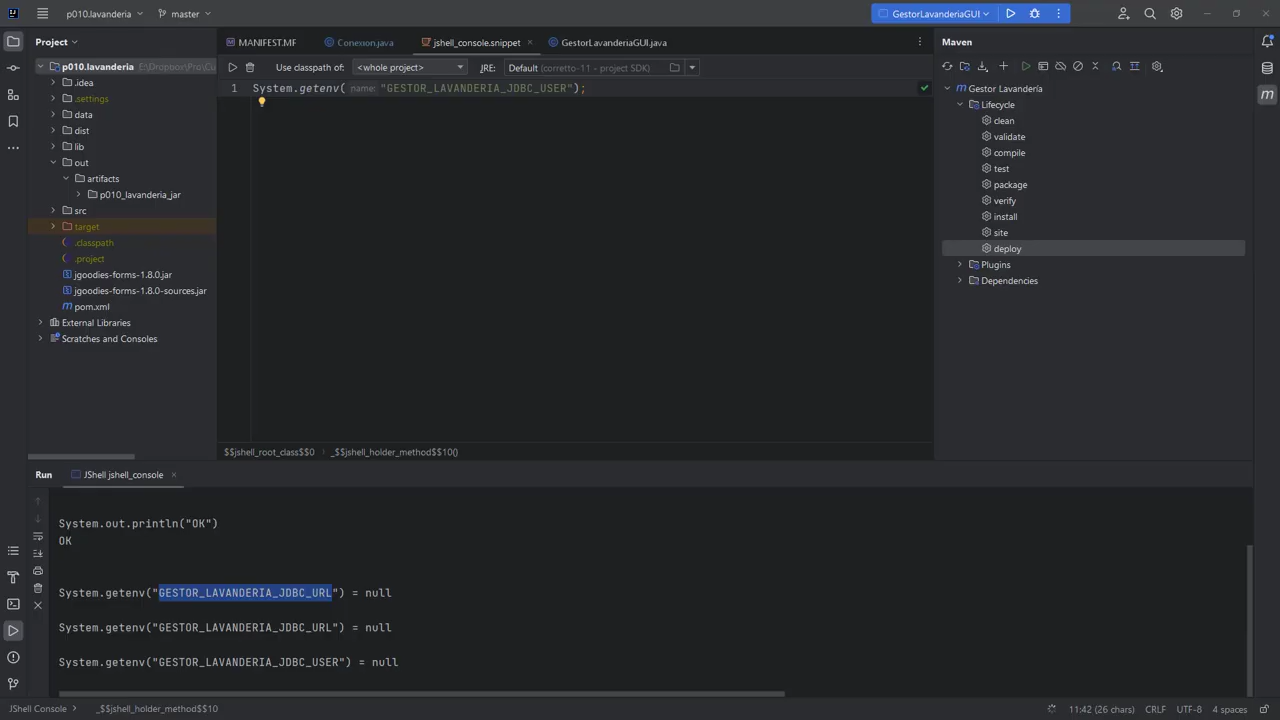 p010.lavanderia
master
GestorLavanderiaGUI
Project
MANIFEST.MF
Conexion.java
jshell_console.snippet
GestorLavanderiaGUI.java
Maven
p010.lavanderia E:\Dropbox\Pro\Cu
Use classpath of:
<whole project>
JRE:
Default (corretto-11 – project SDK)
.idea
.settings
data
dist
lib
out
artifacts
p010_lavanderia_jar
src
target
.classpath
.project
jgoodies-forms-1.8.0.jar
jgoodies-forms-1.8.0-sources.jar
pom.xml
External Libraries
Scratches and Consoles
1 System.getenv( name: "GESTOR_LAVANDERIA_JDBC_USER");
$$jshell_root_class$$0
_$$jshell_holder_method$$10()
Gestor Lavandería
Lifecycle
clean
validate
compile
test
package
verify
install
site
deploy
Plugins
Dependencies
Run
JShell jshell_console
System.out.println("OK")
OK
System.getenv("GESTOR_LAVANDERIA_JDBC_URL") = null
System.getenv("GESTOR_LAVANDERIA_JDBC_URL") = null
System.getenv("GESTOR_LAVANDERIA_JDBC_USER") = null
JShell Console
_$$jshell_holder_method$$10
11:42 (26 chars)
CRLF
UTF-8
4 spaces